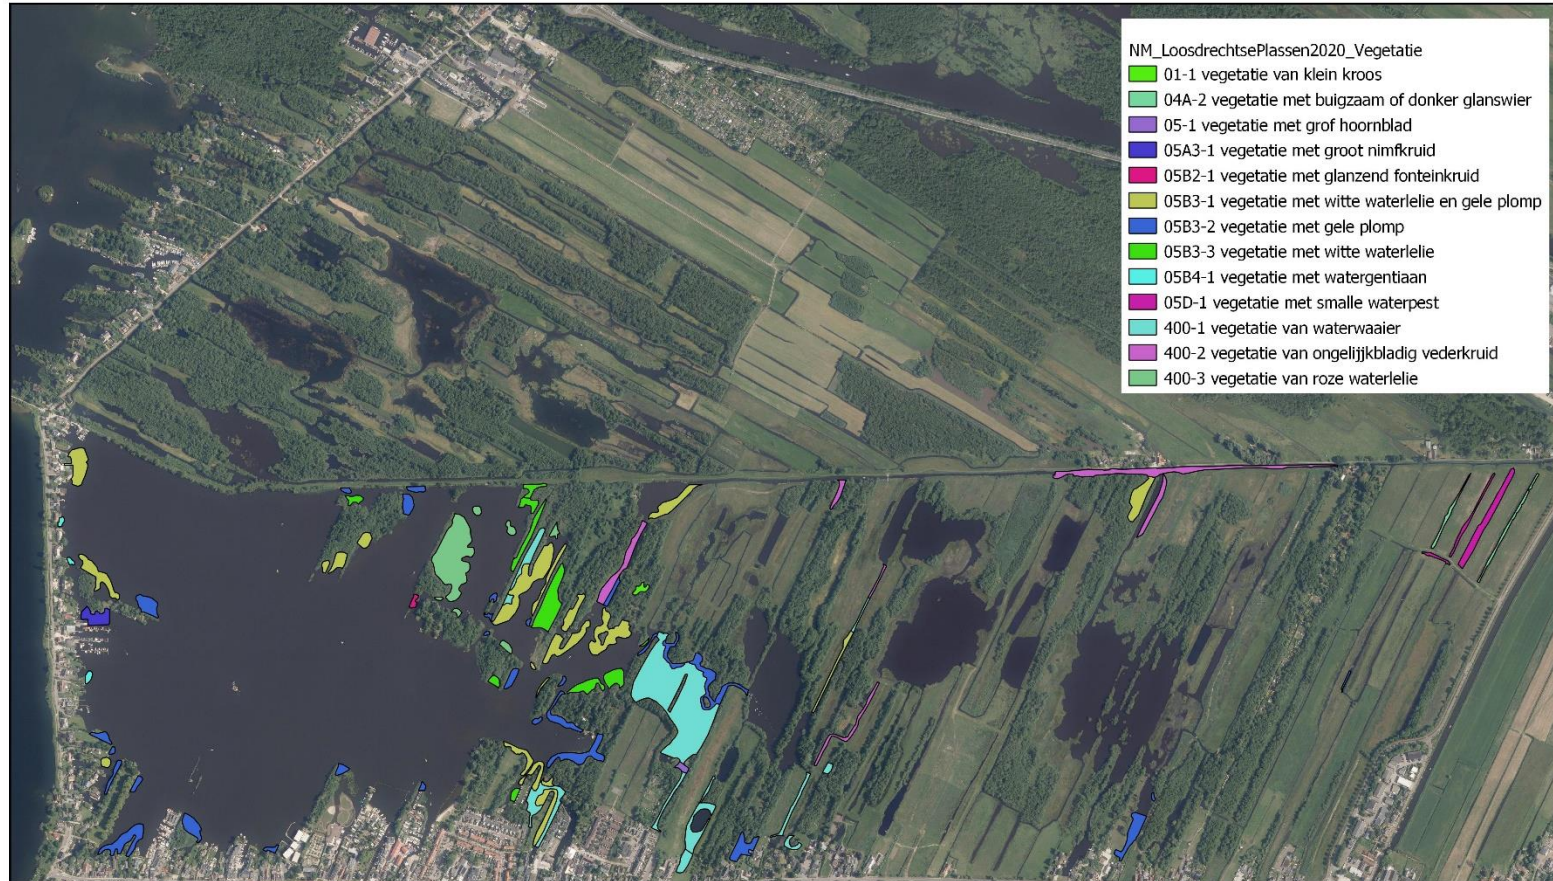 NM_LoosdrechtsePlassen2020_Vegetatie
01-1 vegetatie van klein kroos
04A-2 vegetatie met buigzaam of donker glanswier
05-1 vegetatie met grof hoornblad
05A3-1 vegetatie met groot nimfkruid
05B2-1 vegetatie met glanzend fonteinkruid
05B3-1 vegetatie met witte waterlelie en gele plomp
05B3-2 vegetatie met gele plomp
05B3-3 vegetatie met witte waterlelie
05B4-1 vegetatie met watergentiaan
05D-1 vegetatie met smalle waterpest
400-1 vegetatie van waterwaaier
400-2 vegetatie van ongelijkbladig vederkruid
400-3 vegetatie van roze waterlelie